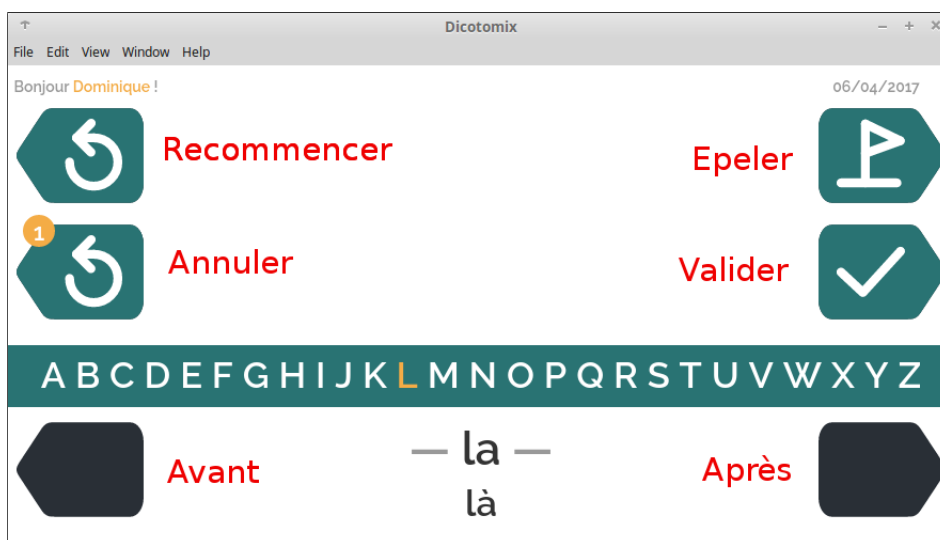 Dicotomix
File Edit View Window Help
Bonjour Dominique ! 06/04/2017
Recommencer
Epeler
1
Annuler
Valider
A B C D E F G H I J K L M N O P Q R S T U V W X Y Z
Avant
— la —
Après
là